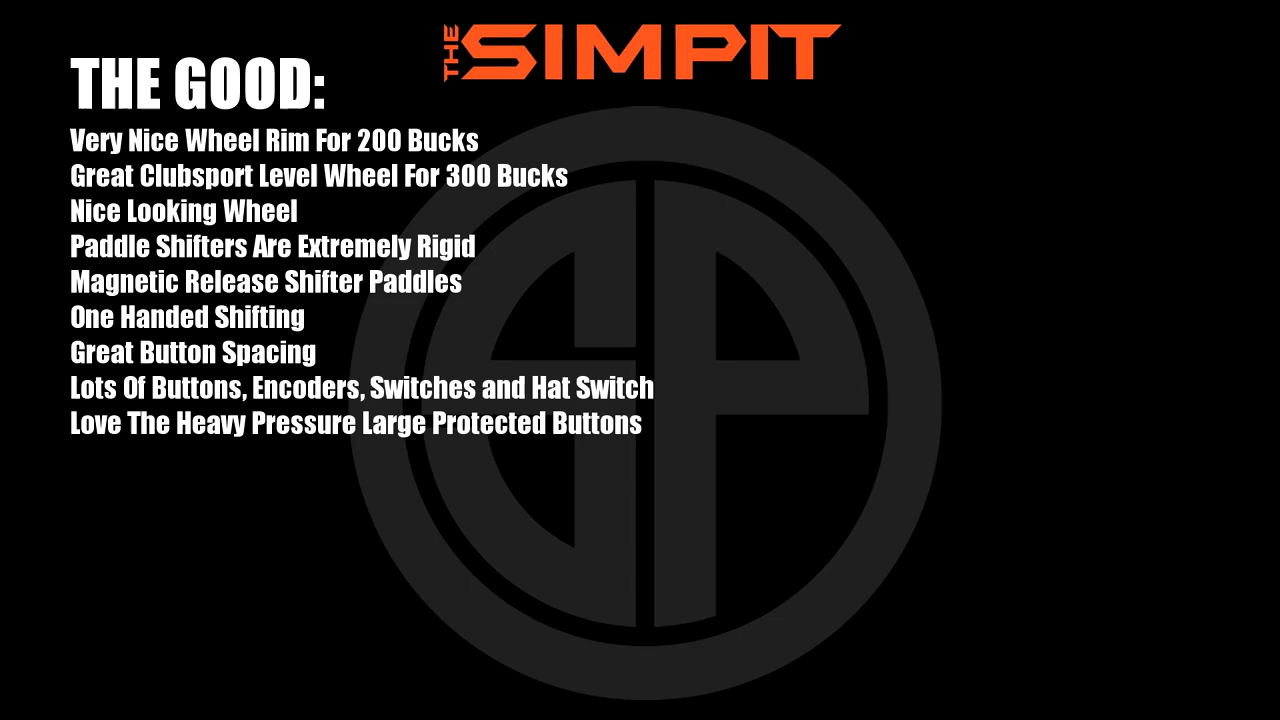 THE SIMPIT
THE GOOD:
Very Nice Wheel Rim For 200 Bucks
Great Clubsport Level Wheel For 300 Bucks
Nice Looking Wheel
Paddle Shifters Are Extremely Rigid
Magnetic Release Shifter Paddles
One Handed Shifting
Great Button Spacing
Lots Of Buttons, Encoders, Switches and Hat Switch
Love The Heavy Pressure Large Protected Buttons